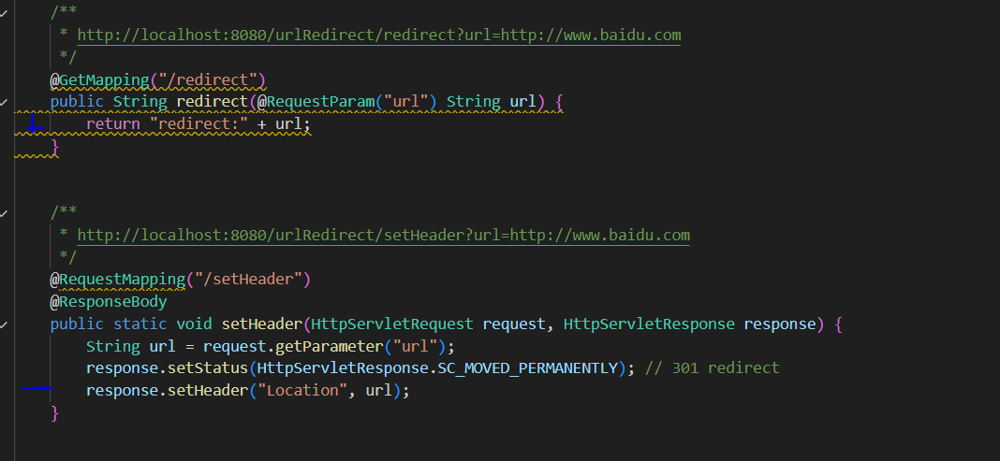 /**
* http://localhost:8080/urlRedirect/redirect?url=http://www.baidu.com
*/
@GetMapping("/redirect")
public String redirect(@RequestParam("url") String url) {
return "redirect:" + url;
}
/**
* http://localhost:8080/urlRedirect/setHeader?url=http://www.baidu.com
*/
@RequestMapping("/setHeader")
@ResponseBody
public static void setHeader(HttpServletRequest request, HttpServletResponse response) {
String url = request.getParameter("url");
response.setStatus(HttpServletResponse.SC_MOVED_PERMANENTLY); // 301 redirect
response.setHeader("Location", url);
}